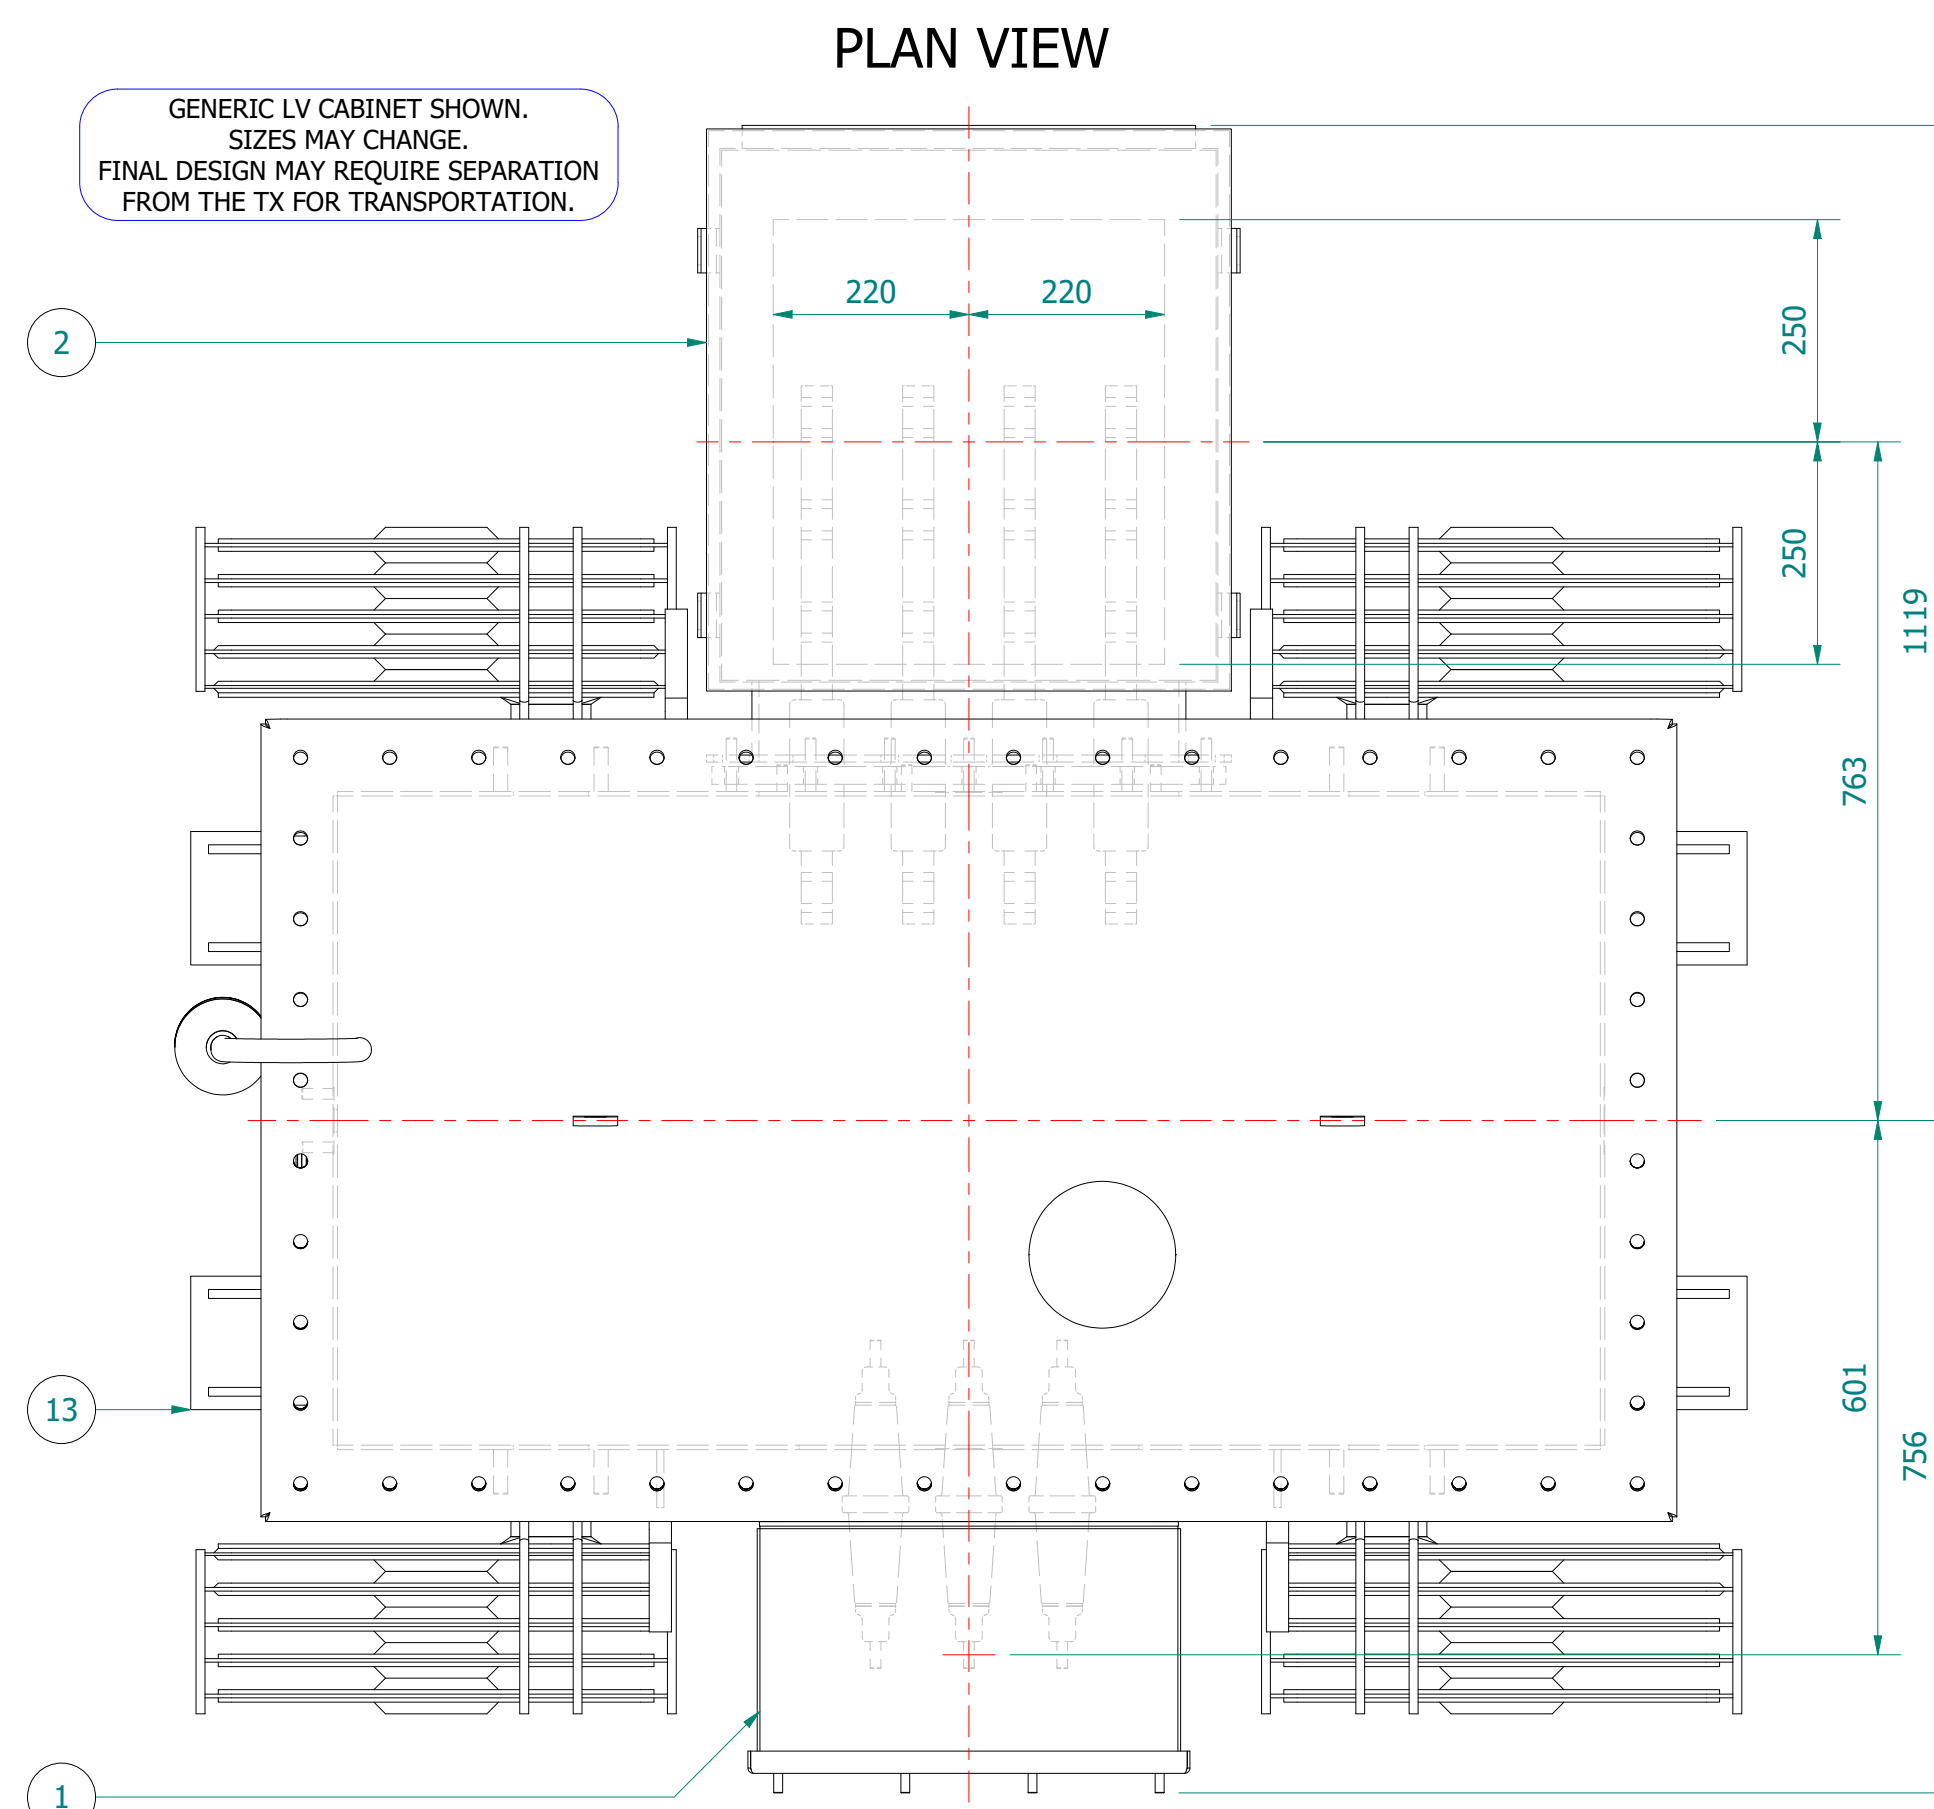 PLAN VIEW
GENERIC LV CABINET SHOWN.
SIZES MAY CHANGE.
FINAL DESIGN MAY REQUIRE SEPARATION
FROM THE TX FOR TRANSPORTATION.
220
220
250
2
250
1119
763
601
13
756
1